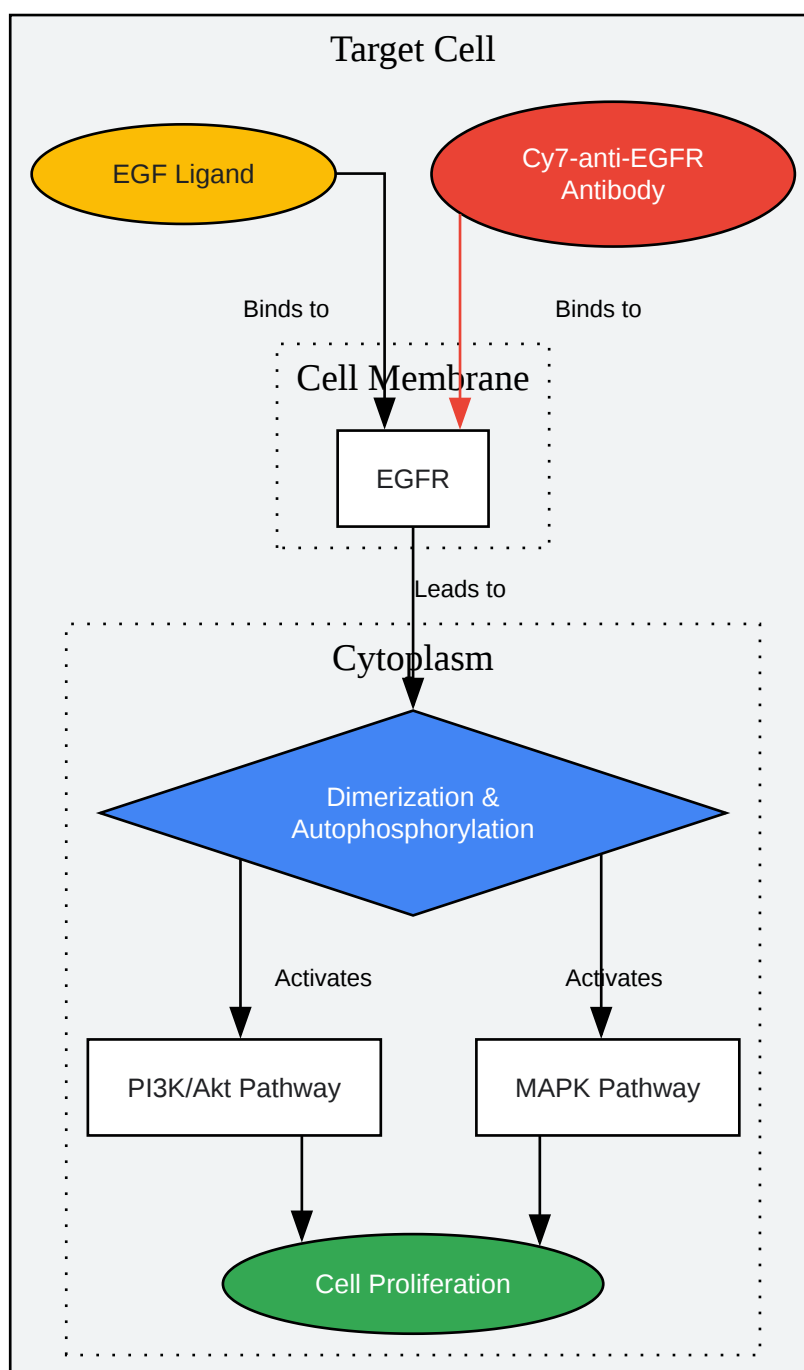 Target Cell
EGF Ligand
Cy7-anti-EGFR
Antibody
Binds to
Binds to
Cell Membrane
EGFR
Leads to
Cytoplasm
Dimerization &
Autophosphorylation
Activates
Activates
PI3K/Akt Pathway
MAPK Pathway
Cell Proliferation